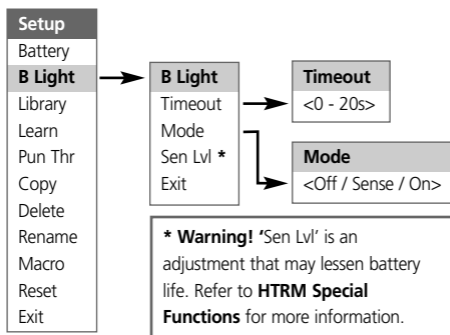 Setup
Battery
B Light
Library
Learn
Pun Thr
Copy
Delete
Rename
Macro
Reset
Exit
B Light
Timeout
Mode
Sen Lvl *
Exit
Timeout
<0 - 20s>
Mode
<Off / Sense / On>
* Warning! 'Sen Lvl' is an
adjustment that may lessen battery
life. Refer to HTRM Special
Functions for more information.